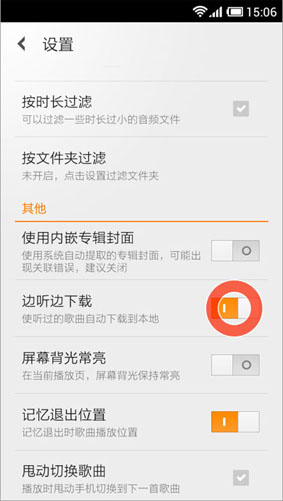 15:06
设置
按时长过滤
可以过滤一些时长过小的音频文件
按文件夹过滤
未开启，点击设置过滤文件夹
其他
使用内嵌专辑封面
使用系统自动提取的专辑封面，可能出
现关联错误，建议关闭
边听边下载
使听过的歌曲自动下载到本地
屏幕背光常亮
在当前播放页，屏幕背光保持常亮
记忆退出位置
记忆退出时歌曲播放位置
甩动切换歌曲
播放时甩动手机切换到下一首歌曲